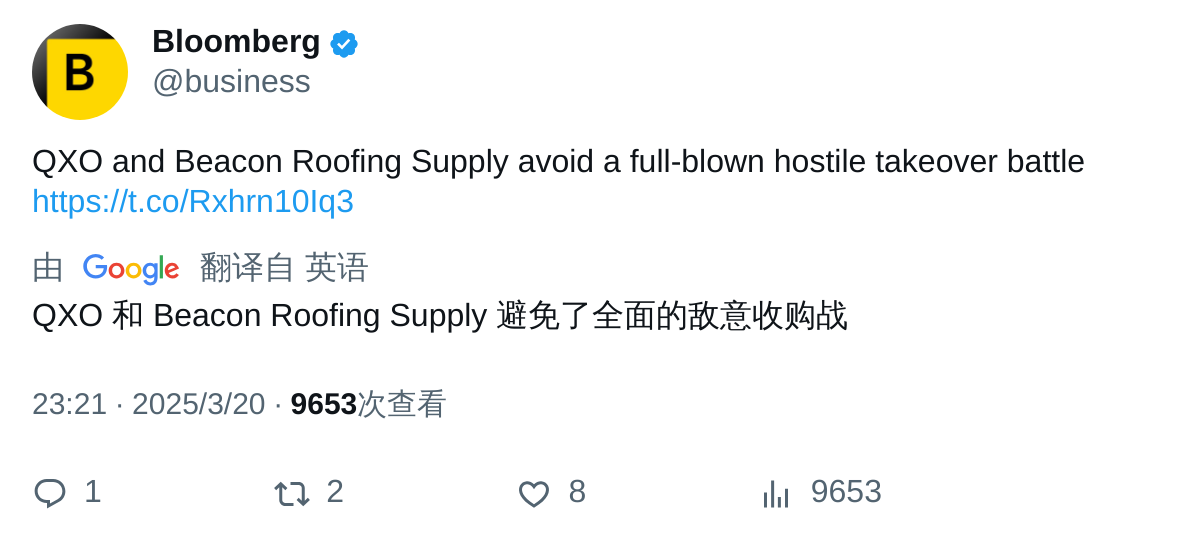 B
Bloomberg
@business
QXO and Beacon Roofing Supply avoid a full-blown hostile takeover battle
https://t.co/Rxhrn10Iq3
由 Google 翻译自 英语
QXO 和 Beacon Roofing Supply 避免了全面的敌意收购战
23:21 · 2025/3/20 · 9653次查看
1 2 8 9653